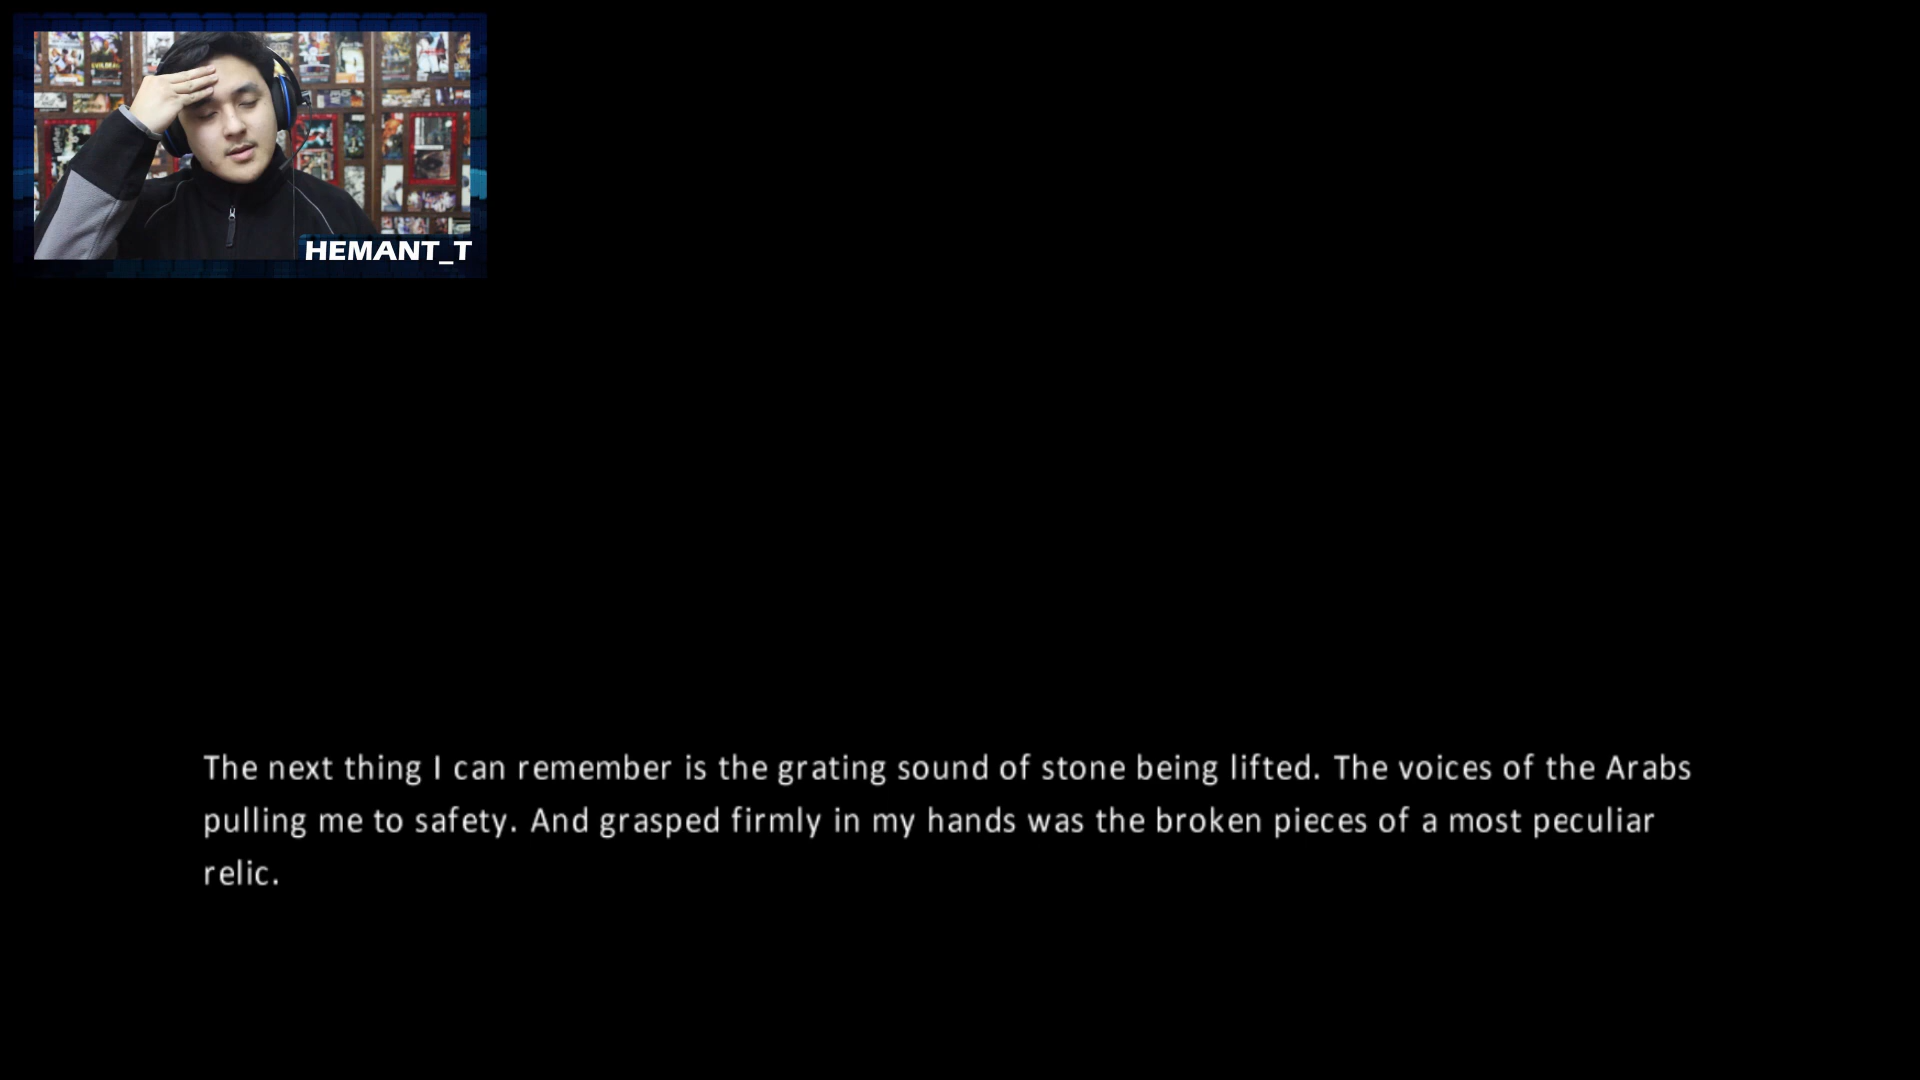 HEMANT_T
The next thing I can remember is the grating sound of stone being lifted. The voices of the Arabs
pulling me to safety. And grasped firmly in my hands was the broken pieces of a most peculiar
relic.